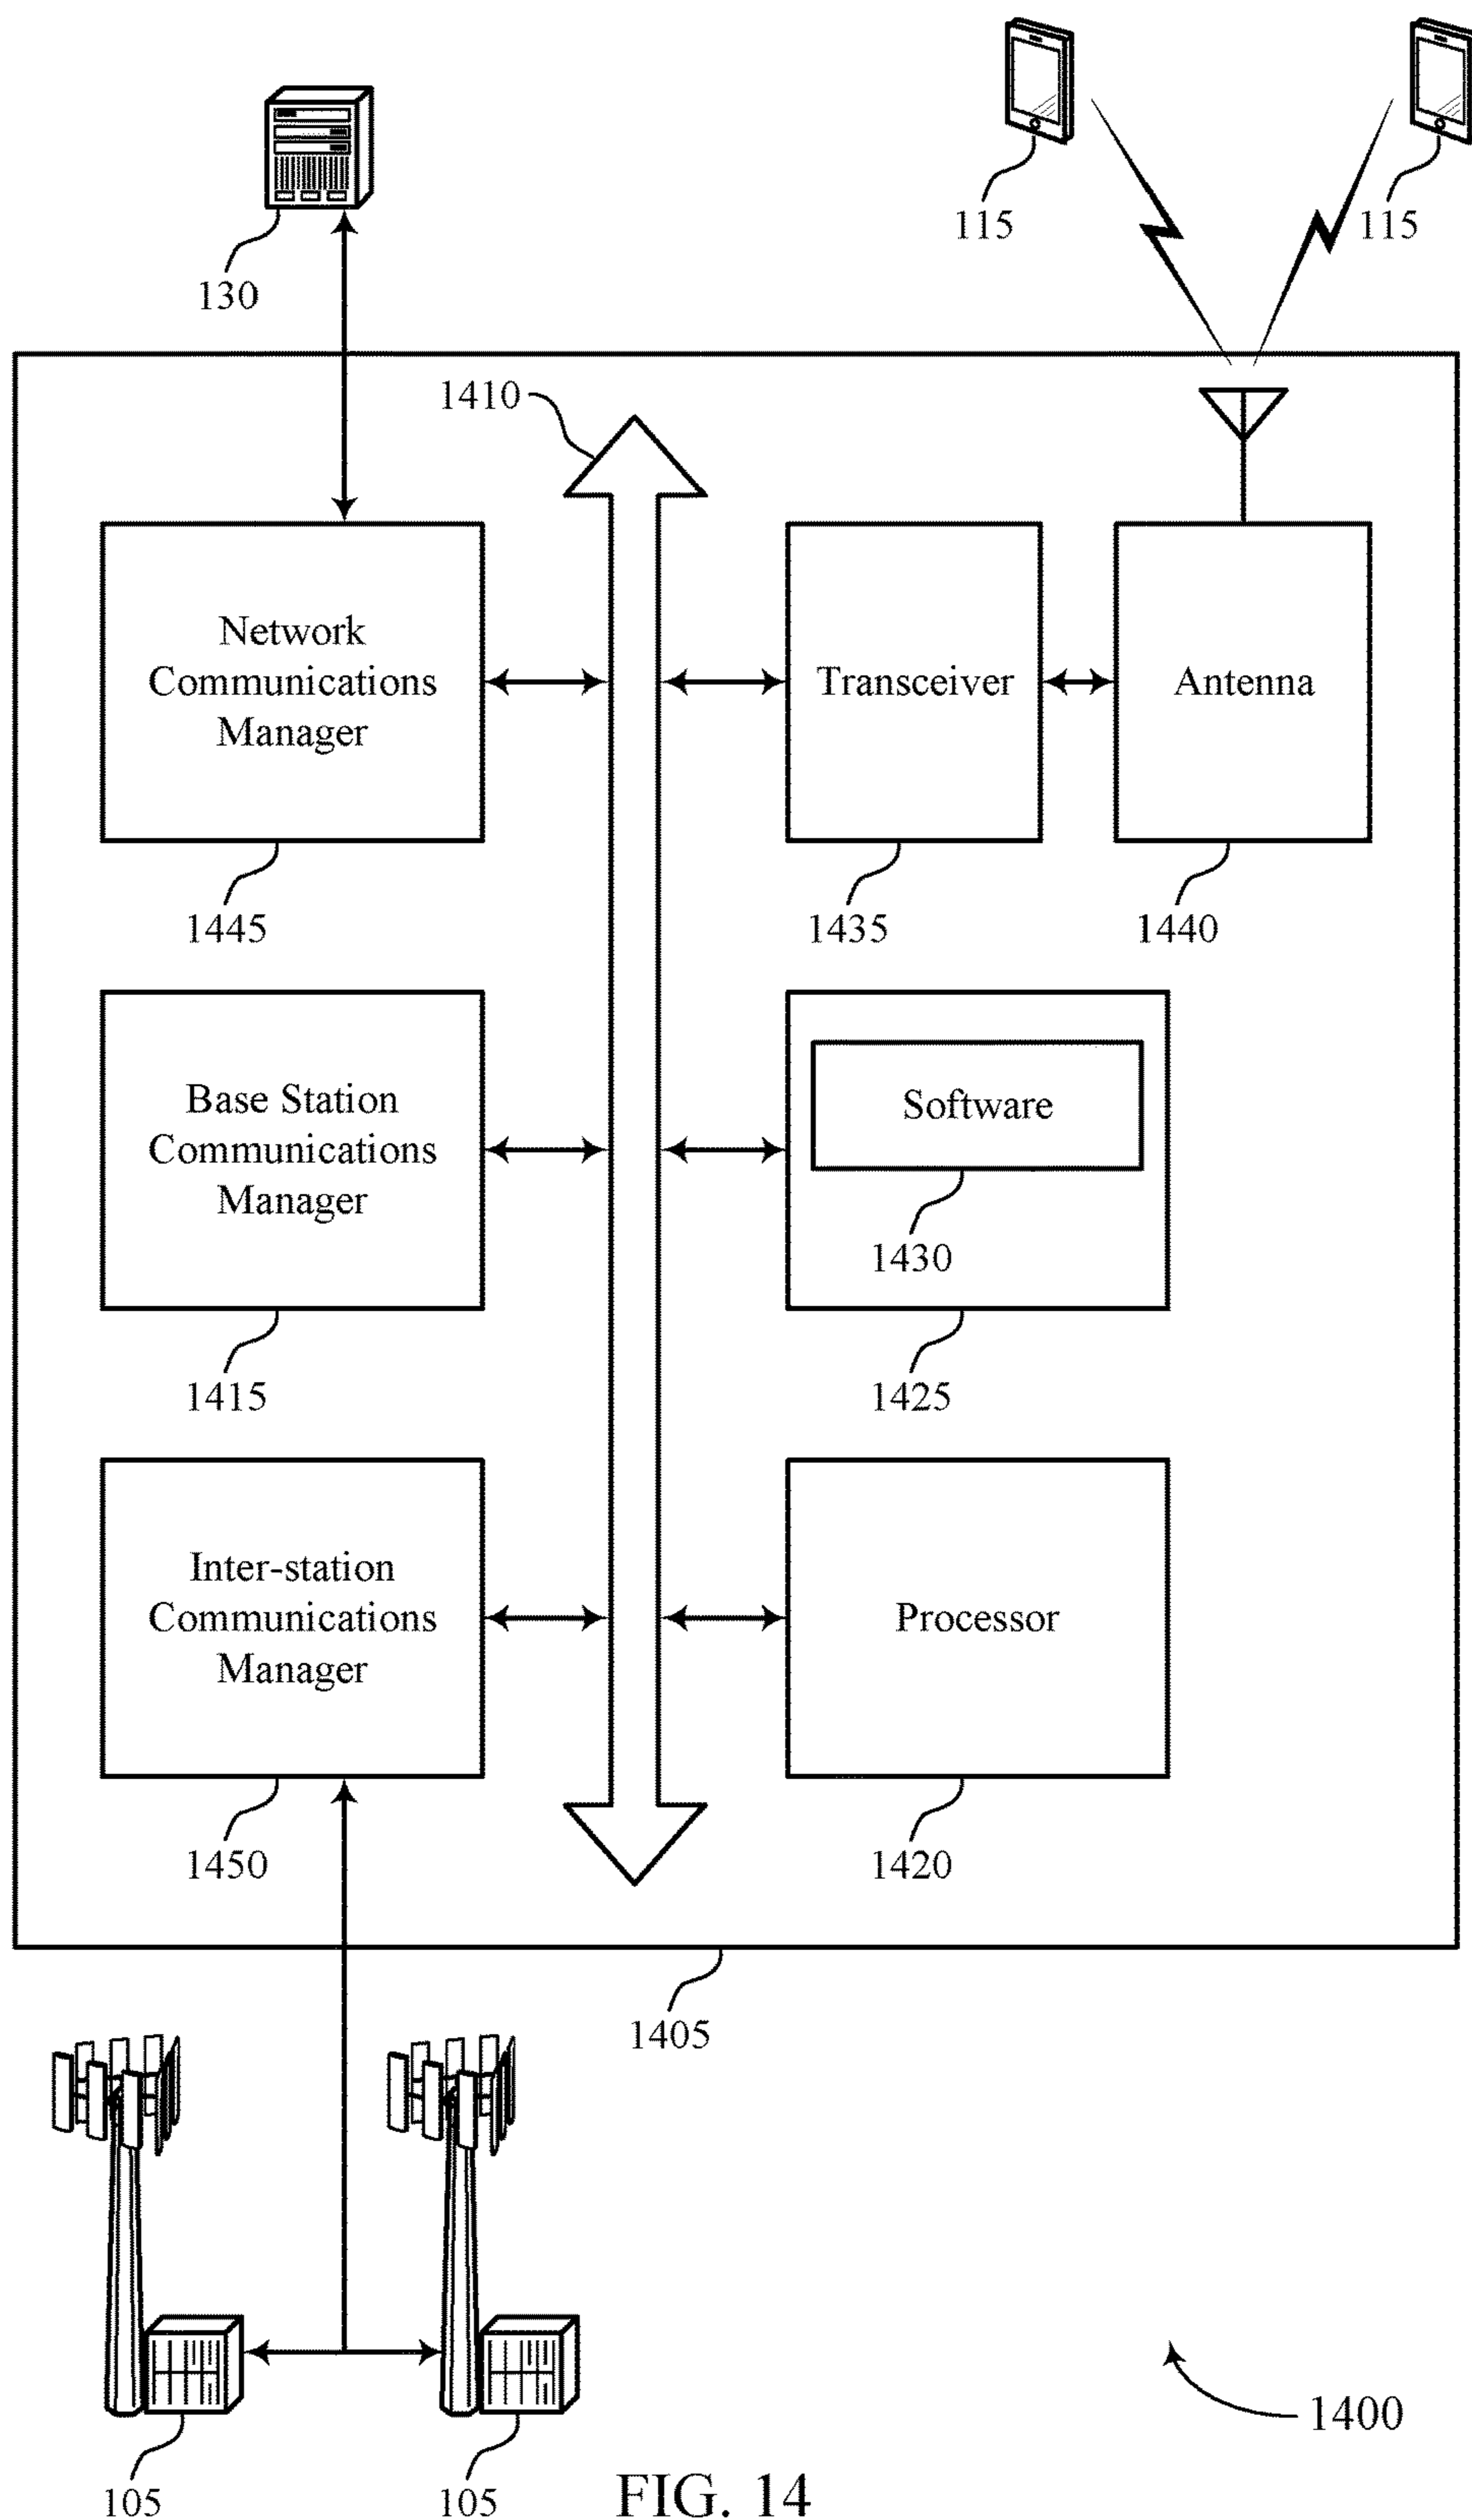 115
115
130
1410
Network
Communications
Manager
Transceiver
Antenna
1445
1435
1440
Base Station
Communications
Manager
Software
1430
1415
1425
Inter-station
Communications
Manager
Processor
1450
1420
1405
1400
105
105
FIG. 14